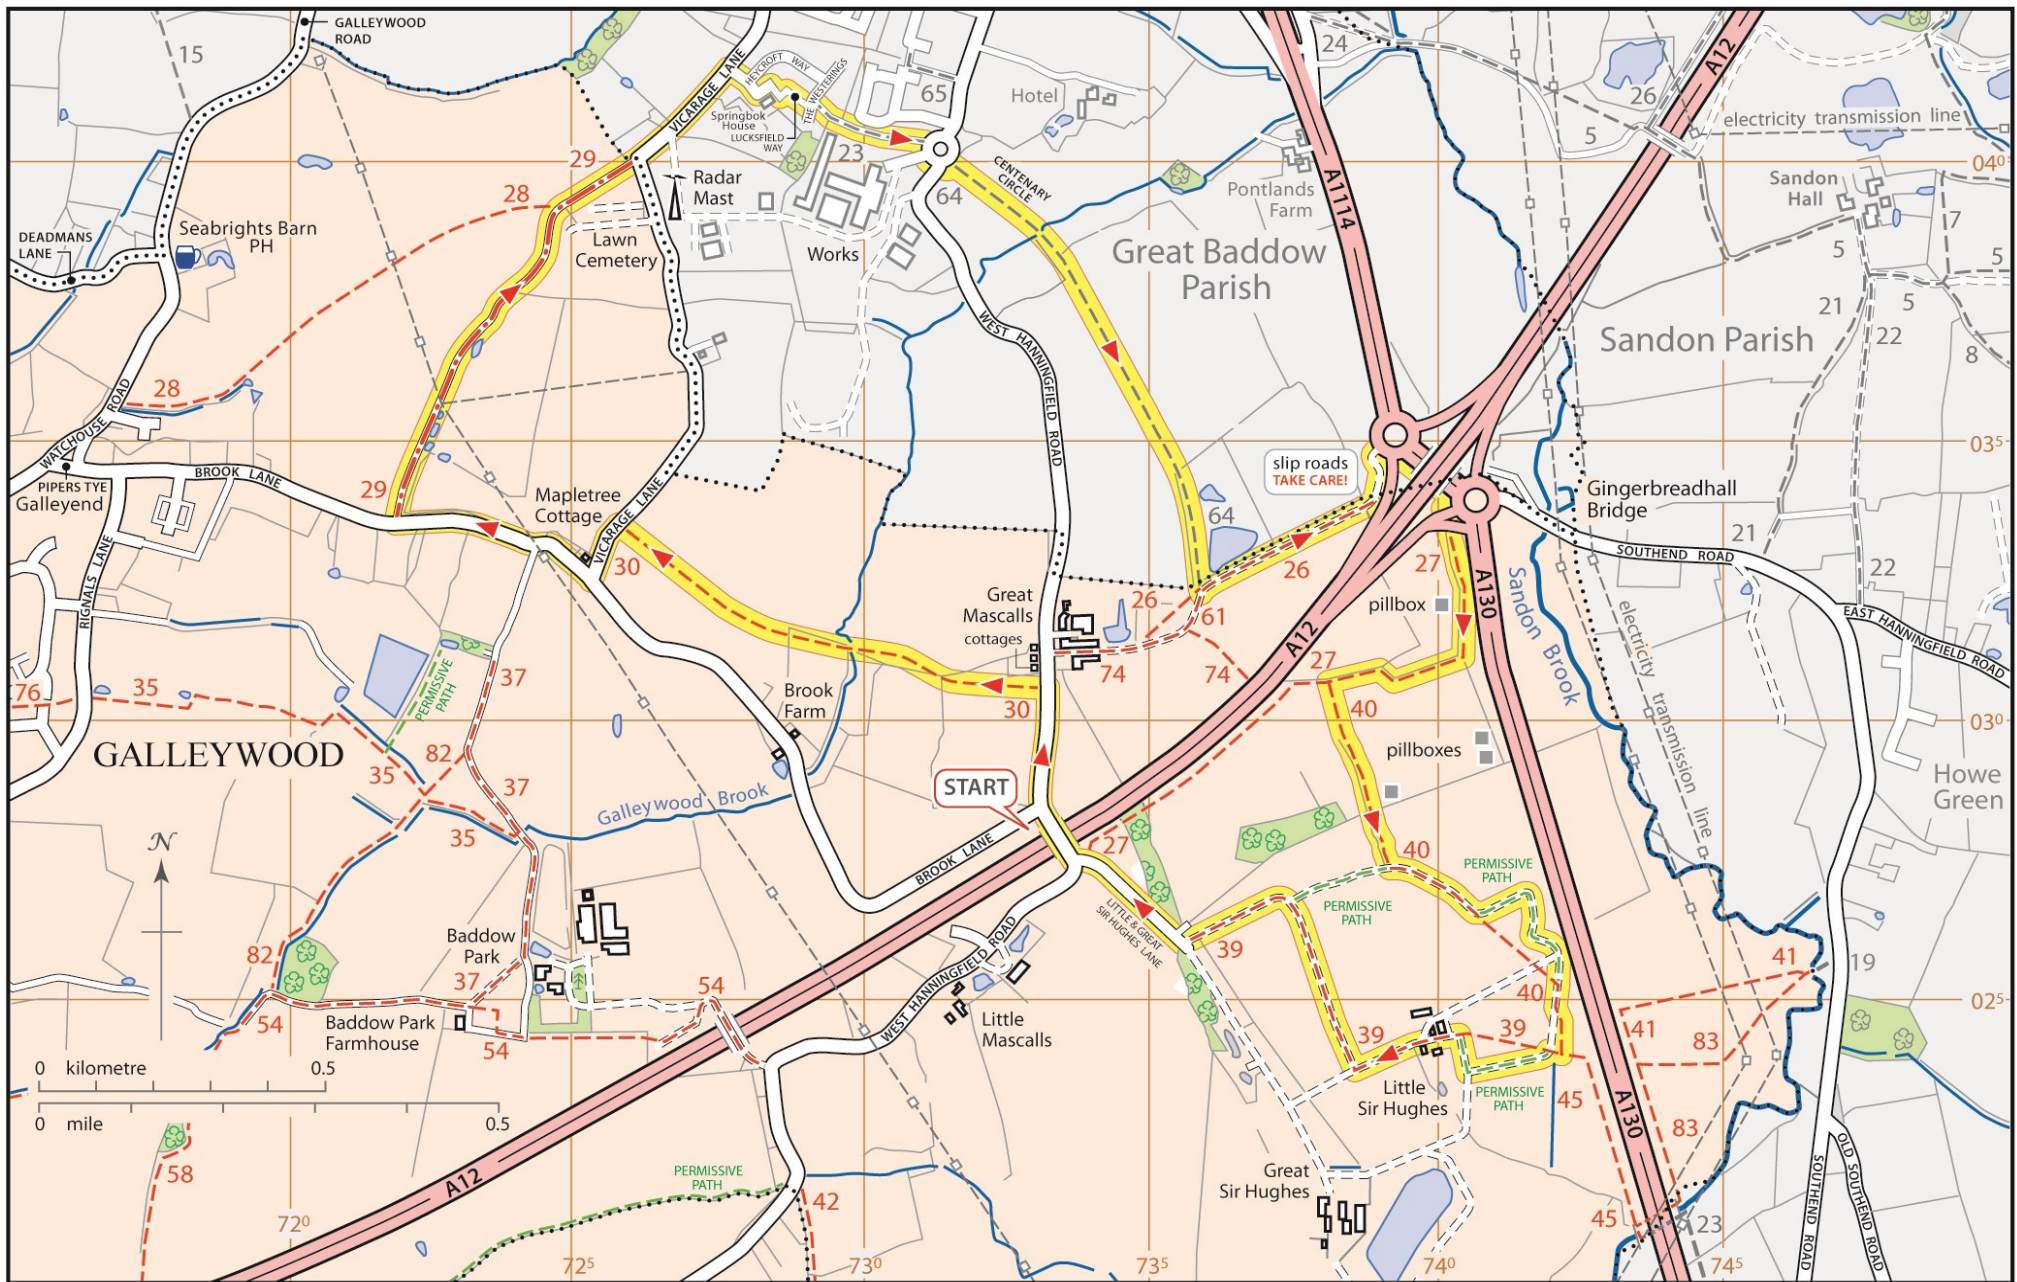 GALLEYWOOD
ROAD
15
VICARAGE LANE
HEYCROFT WAY
THE WESTERINGS
Springbok
House
LUCKSFIELD
WAY
65
Hotel
24
A12
26
5
electricity transmission line
04⁰
29
28
Radar
Mast
23
CENTENARY
CIRCLE
64
Pontlands
Farm
A1114
Sandon
Hall
7
DEADMANS
LANE
Seabrights Barn
PH
Lawn
Cemetery
Works
Great Baddow
Parish
5
5
5
21
22
8
Sandon Parish
WEST HANNINGFIELD ROAD
28
WATCHOUSE ROAD
PIPERS TYE
Galleyend
BROOK LANE
29
Mapletree
Cottage
VICARAGE LANE
30
slip roads
TAKE CARE!
035
64
Gingerbreadhall
Bridge
21
SOUTHEND ROAD
22
EAST HANNINGFIELD ROAD
RIGNALS LANE
Great
Mascalls
cottages
26
61
26
27
pillbox
A130
Sandon Brook
electricity transmission line
A12
74
74
27
76
35
PERMISSIVE
PATH
37
Brook
Farm
30
40
03⁰
GALLEYWOOD
82
35
37
pillboxes
START
Howe
Green
Galleywood Brook
35
N
BROOK LANE
27
40
PERMISSIVE
PATH
PERMISSIVE
PATH
LITTLE & GREAT
SIR HUGHES LANE
39
Baddow
Park
82
37
54
WEST HANNINGFIELD ROAD
40
41
19
54
Baddow Park
Farmhouse
54
Little
Mascalls
39
39
41
83
025
0 kilometre 0.5
0 mile 0.5
Little
Sir Hughes
PERMISSIVE
PATH
45
A130
83
58
A12
PERMISSIVE
PATH
42
Great
Sir Hughes
45
23
SOUTHEND ROAD
OLD SOUTHEND ROAD
72⁰
72⁵
73⁰
73⁵
74⁰
74⁵